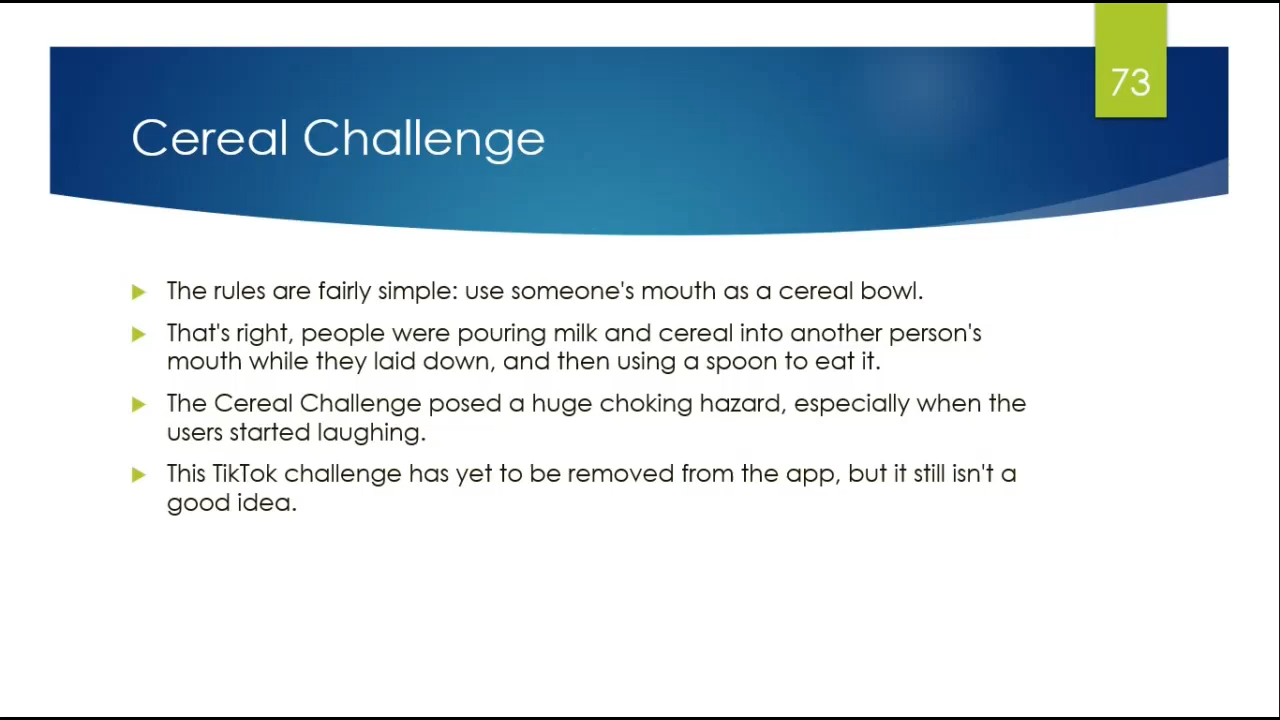 73
Cereal Challenge
The rules are fairly simple: use someone's mouth as a cereal bowl.
That's right, people were pouring milk and cereal into another person's
mouth while they laid down, and then using a spoon to eat it.
The Cereal Challenge posed a huge choking hazard, especially when the
users started laughing.
This TikTok challenge has yet to be removed from the app, but it still isn't a
good idea.